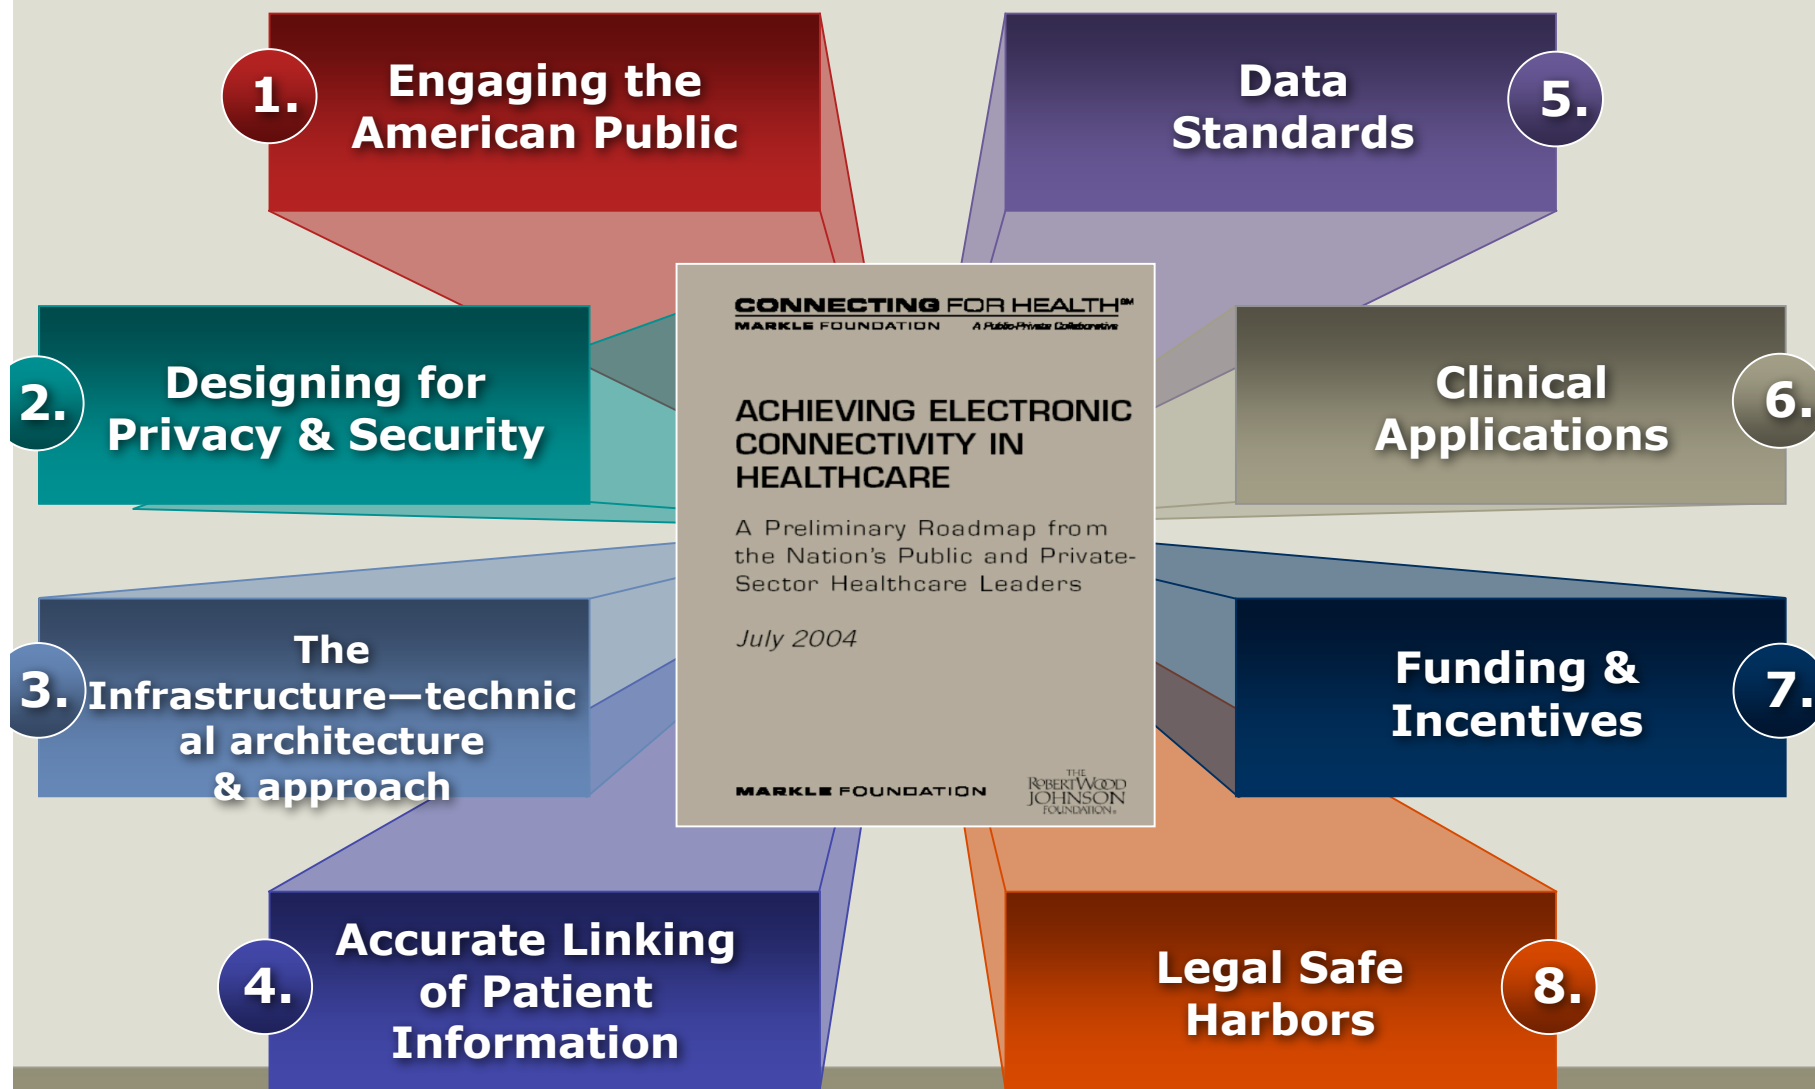 1.
Engaging the
American Public
2.
Designing for
Privacy & Security
3.
The
Infrastructure—technic
al architecture
& approach
4.
Accurate Linking
of Patient
Information
CONNECTING FOR HEALTH℠
MARKLE FOUNDATION A Public-Private Collaborative
ACHIEVING ELECTRONIC
CONNECTIVITY IN
HEALTHCARE
A Preliminary Roadmap from
the Nation's Public and Private-
Sector Healthcare Leaders
July 2004
MARKLE FOUNDATION
THE
ROBERT WOOD
JOHNSON
FOUNDATION®
Data
Standards
5.
Clinical
Applications
6.
Funding &
Incentives
7.
Legal Safe
Harbors
8.